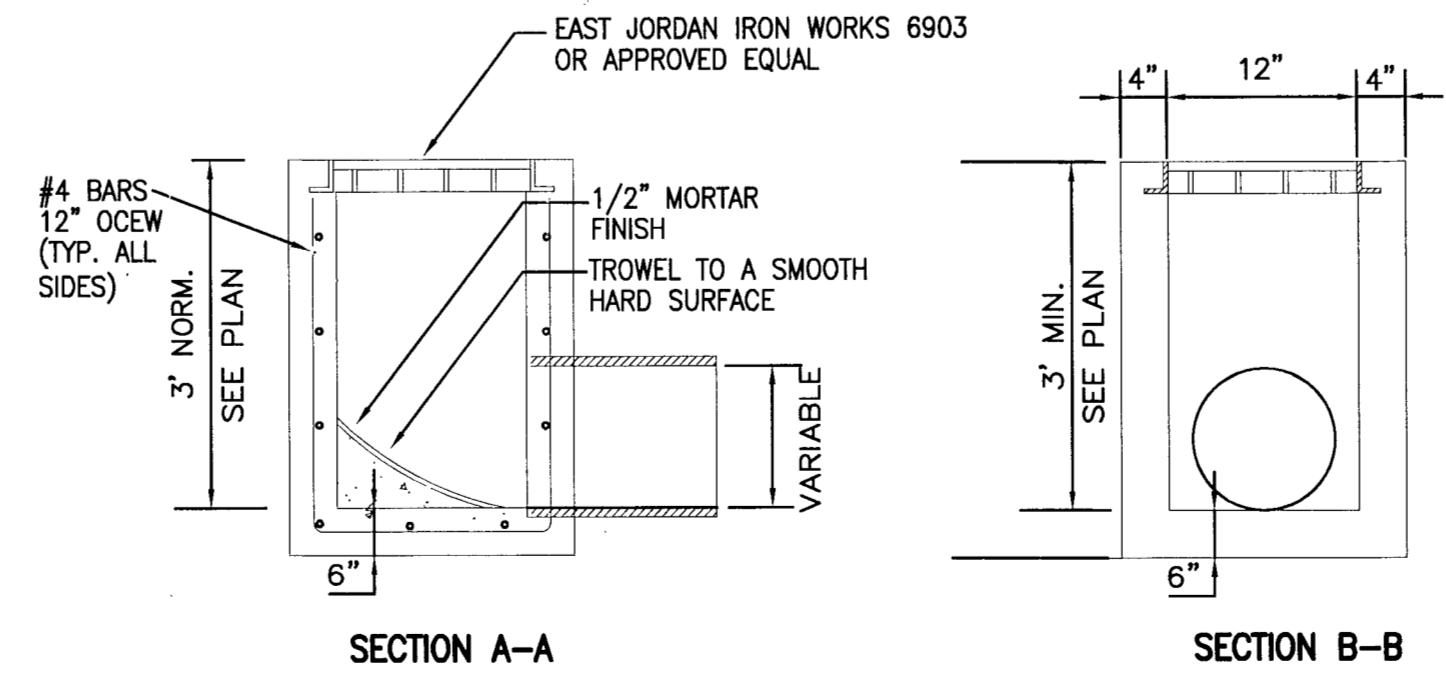 EAST JORDAN IRON WORKS 6903
OR APPROVED EQUAL
#4 BARS
12" OCEW
(TYP. ALL
SIDES)
1/2" MORTAR
FINISH
TROWEL TO A SMOOTH
HARD SURFACE
3' NORM.
SEE PLAN
VARIABLE
6"
SECTION A-A
4"
12"
4"
3' MIN.
SEE PLAN
6"
SECTION B-B